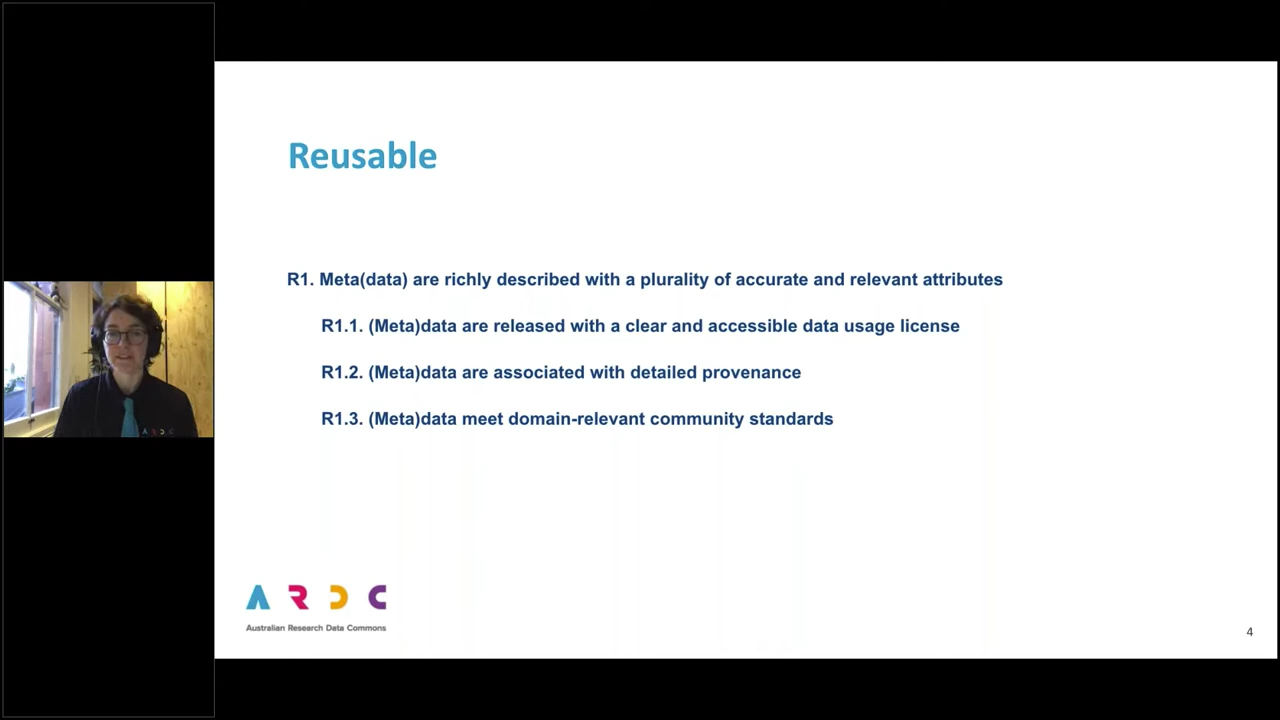 Reusable
R1. Meta(data) are richly described with a plurality of accurate and relevant attributes
R1.1. (Meta)data are released with a clear and accessible data usage license
R1.2. (Meta)data are associated with detailed provenance
R1.3. (Meta)data meet domain-relevant community standards
A R D C
A R D C
Australian Research Data Commons
4